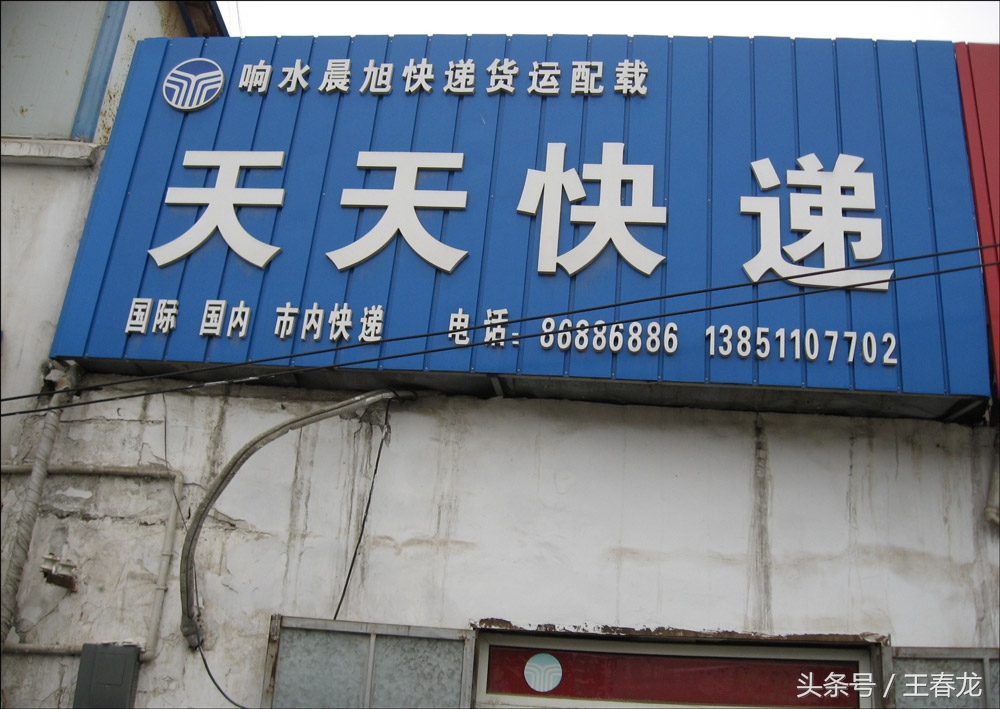 响水晨旭快递货运配载
天天快递
国际 国内 市内快递 电话：86886886 13851107702
头条号 / 王春龙